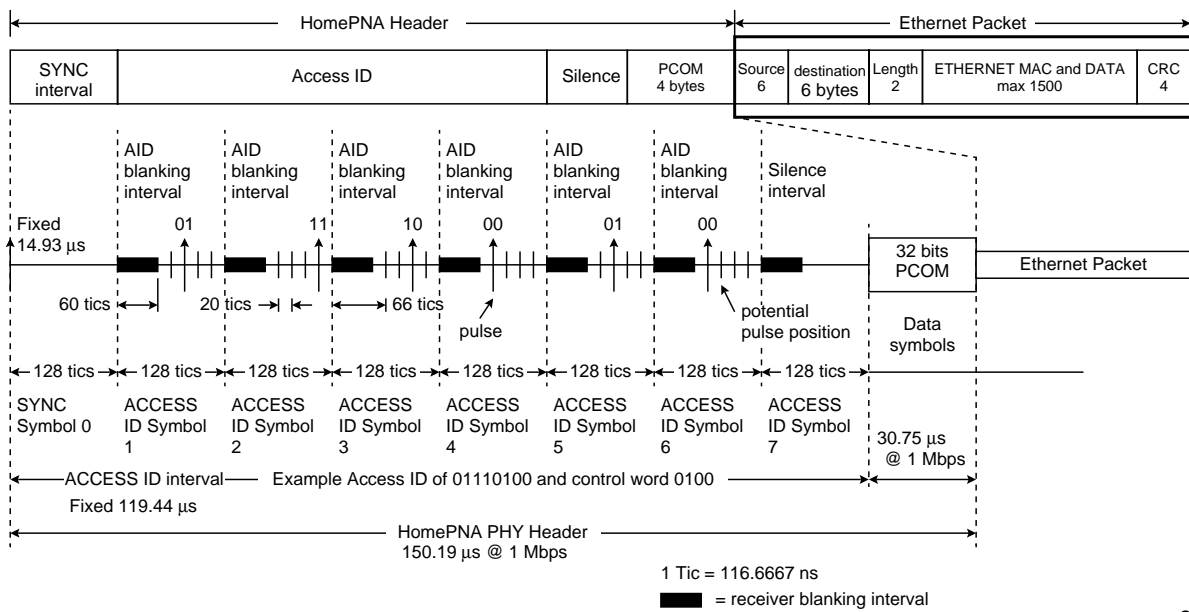 HomePNA Header
Ethernet Packet
SYNC
interval
Access ID
Silence
PCOM
4 bytes
Source
6
destination
6 bytes
Length
2
ETHERNET MAC and DATA
max 1500
CRC
4
AID
blanking
interval
AID
blanking
interval
AID
blanking
interval
AID
blanking
interval
AID
blanking
interval
AID
blanking
interval
Silence
interval
Fixed
14.93 μs
01
11
10
00
01
00
32 bits
PCOM
Ethernet Packet
60 tics
20 tics
66 tics
pulse
potential
pulse position
Data
symbols
128 tics
128 tics
128 tics
128 tics
128 tics
128 tics
128 tics
128 tics
SYNC
Symbol 0
ACCESS
ID Symbol
1
ACCESS
ID Symbol
2
ACCESS
ID Symbol
3
ACCESS
ID Symbol
4
ACCESS
ID Symbol
5
ACCESS
ID Symbol
6
ACCESS
ID Symbol
7
30.75 μs
@ 1 Mbps
ACCESS ID interval
Example Access ID of 01110100 and control word 0100
Fixed 119.44 μs
HomePNA PHY Header
150.19 μs @ 1 Mbps
1 Tic = 116.6667 ns
= receiver blanking interval